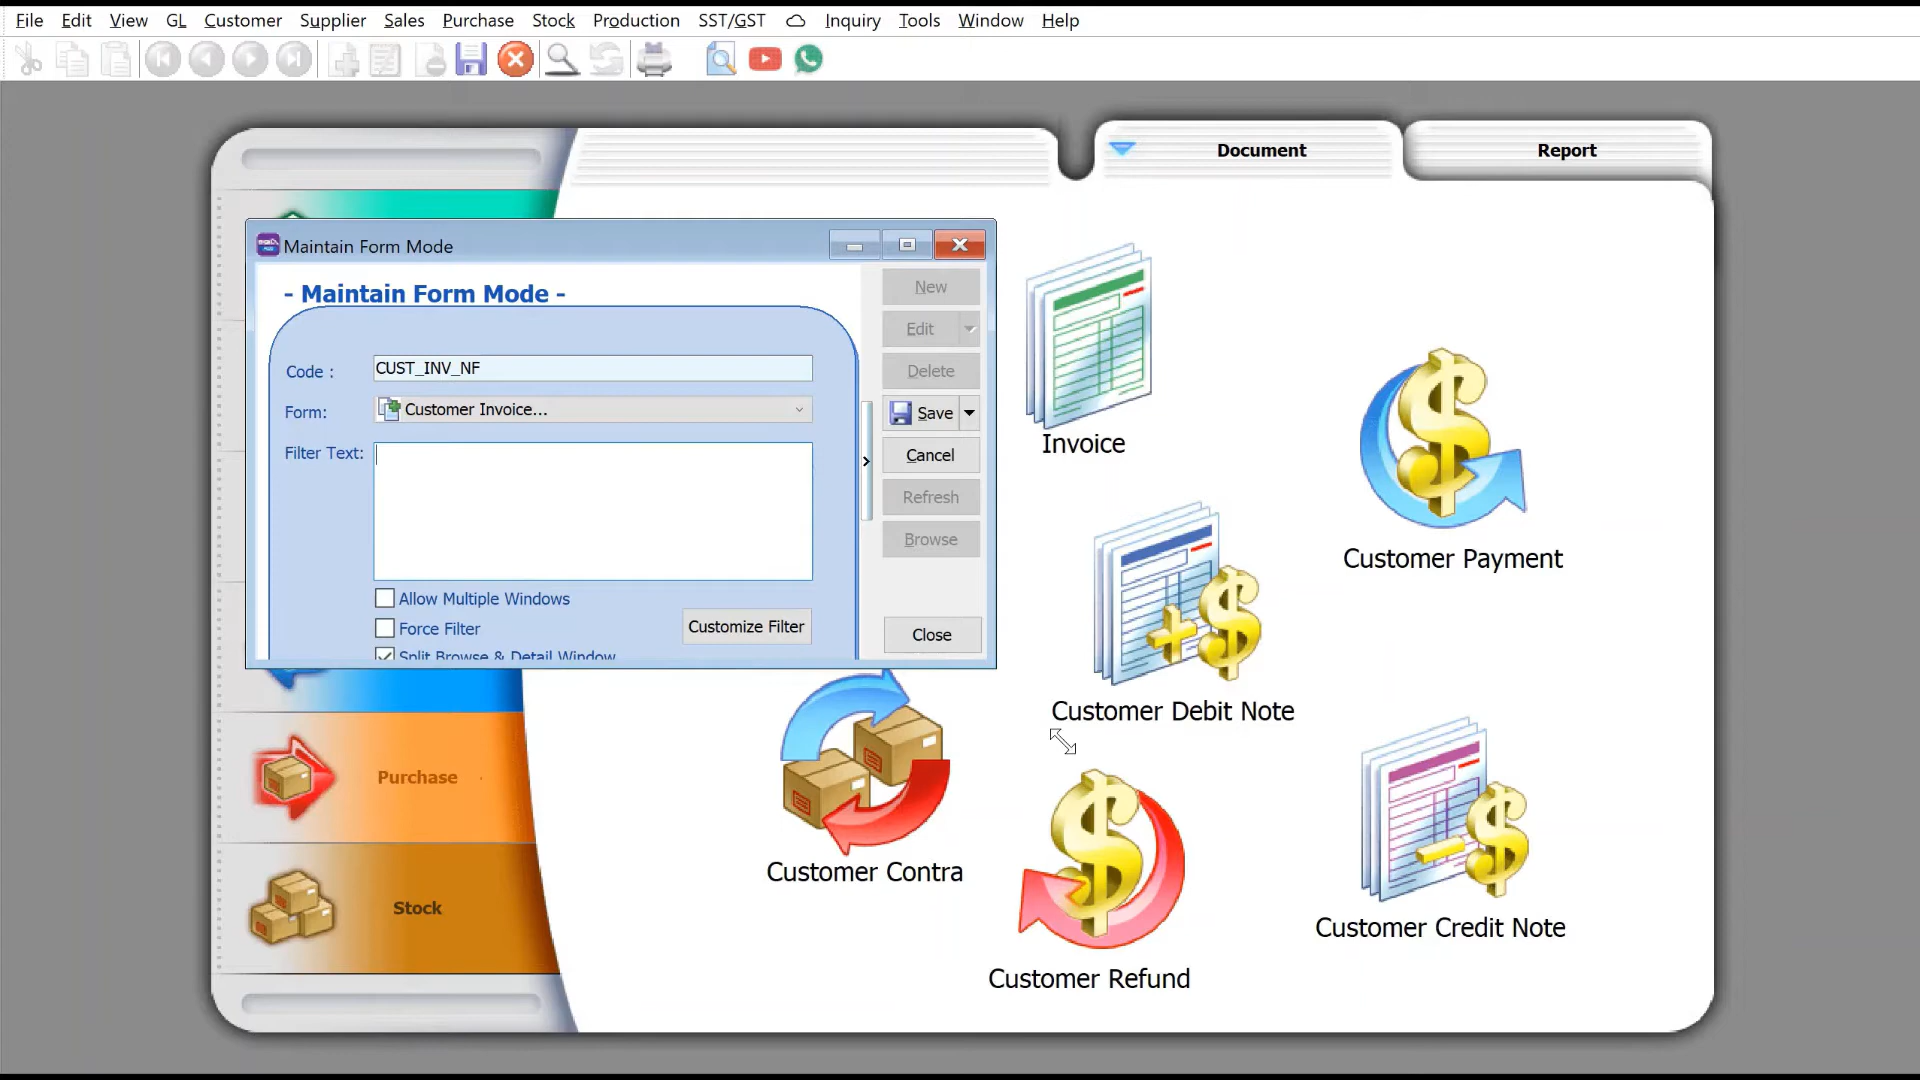 File Edit View GL Customer Supplier Sales Purchase Stock Production SST/GST Inquiry Tools Window Help
Document
Report
Maintain Form Mode
- Maintain Form Mode -
New
Edit
Delete
Save
Cancel
Refresh
Browse
Close
Code :
CUST_INV_NF
Form:
Customer Invoice...
Filter Text:
Allow Multiple Windows
Force Filter
Customize Filter
Split Browse & Detail Window
Invoice
Customer Payment
Customer Debit Note
Purchase
Customer Contra
Stock
Customer Credit Note
Customer Refund